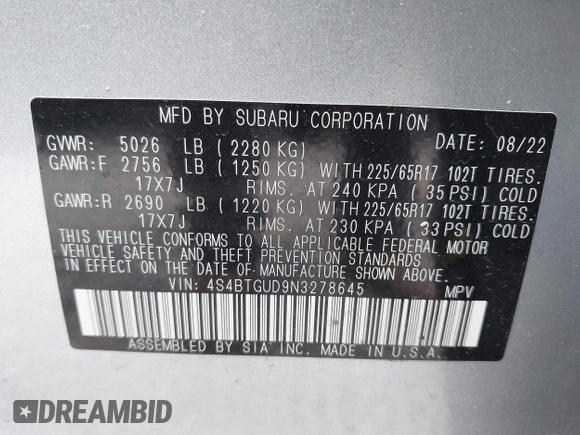 MFD BY SUBARU CORPORATION
GVWR: 5026 LB ( 2280 KG) DATE: 08/22
GAWR:F 2756 LB ( 1250 KG) WITH 225/65R17 102T TIRES.
17X7J RIMS. AT 240 KPA ( 35 PSI) COLD
GAWR:R 2690 LB ( 1220 KG) WITH 225/65R17 102T TIRES.
17X7J RIMS. AT 230 KPA ( 33 PSI) COLD
THIS VEHICLE CONFORMS TO ALL APPLICABLE FEDERAL MOTOR
VEHICLE SAFETY AND THEFT PREVENTION STANDARDS
IN EFFECT ON THE DATE OF MANUFACTURE SHOWN ABOVE.
VIN: 4S4BTGUD9N3278645 MPV
ASSEMBLED BY SIA INC. MADE IN U.S.A.
DREAMBID